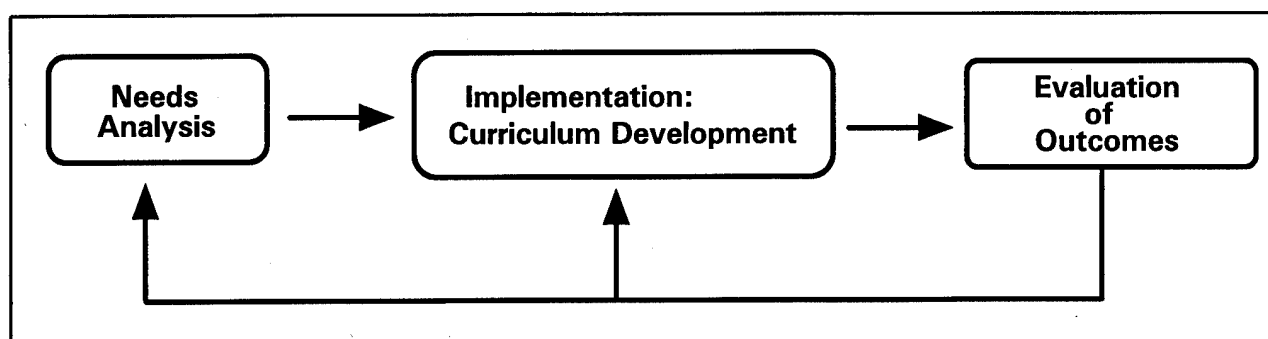 Needs
Analysis
Implementation:
Curriculum Development
Evaluation
of
Outcomes